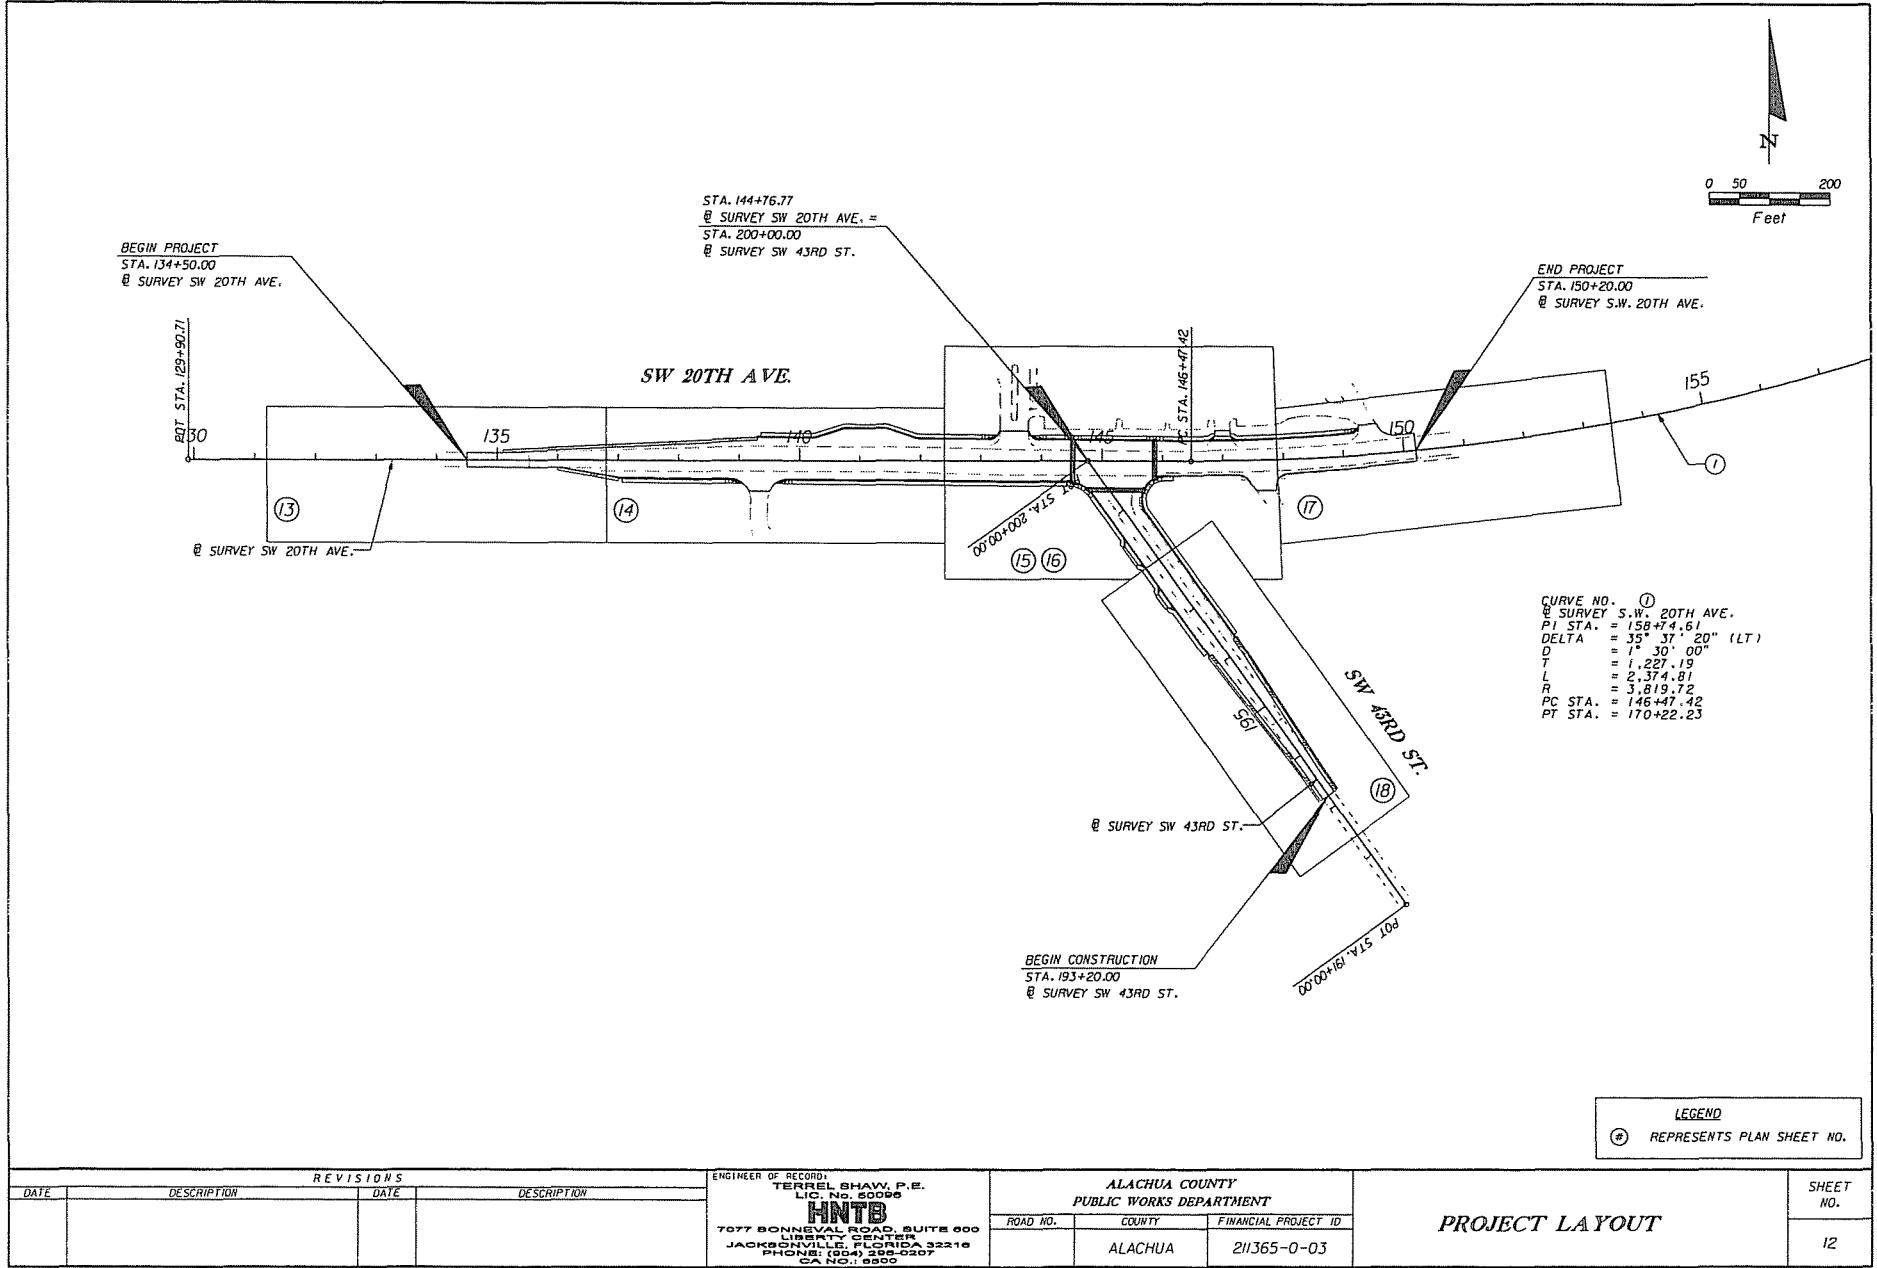 N
0 50 200
Feet
STA. 144+76.77
℄ SURVEY SW 20TH AVE. =
STA. 200+00.00
℄ SURVEY SW 43RD ST.
BEGIN PROJECT
STA. 134+50.00
℄ SURVEY SW 20TH AVE.
END PROJECT
STA. 150+20.00
℄ SURVEY S.W. 20TH AVE.
POT STA. 129+90.71
SW 20TH AVE.
PC STA. 146+47.42
130
135
140
145
150
155
1
13
14
15 16
17
POT STA. 200+00.00
℄ SURVEY SW 20TH AVE.
CURVE NO. 1
℄ SURVEY S.W. 20TH AVE.
PI STA. = 158+74.61
DELTA = 35° 37' 20" (LT)
D = 1° 30' 00"
T = 1,227.19
L = 2,374.81
R = 3,819.72
PC STA. = 146+47.42
PT STA. = 170+22.23
SW 43RD ST.
195
18
℄ SURVEY SW 43RD ST.
POT STA. 191+00.00
BEGIN CONSTRUCTION
STA. 193+20.00
℄ SURVEY SW 43RD ST.
LEGEND
# REPRESENTS PLAN SHEET NO.
REVISIONS
DATE DESCRIPTION DATE DESCRIPTION
ENGINEER OF RECORD:
TERREL SHAW, P.E.
LIC. No. 50096
HNTB
7077 BONNEVAL ROAD, SUITE 600
LIBERTY CENTER
JACKSONVILLE, FLORIDA 32216
PHONE: (904) 296-0207
CA NO.: 6500
ALACHUA COUNTY
PUBLIC WORKS DEPARTMENT
ROAD NO. COUNTY FINANCIAL PROJECT ID
ALACHUA 211365-0-03
PROJECT LAYOUT
SHEET
NO.
12